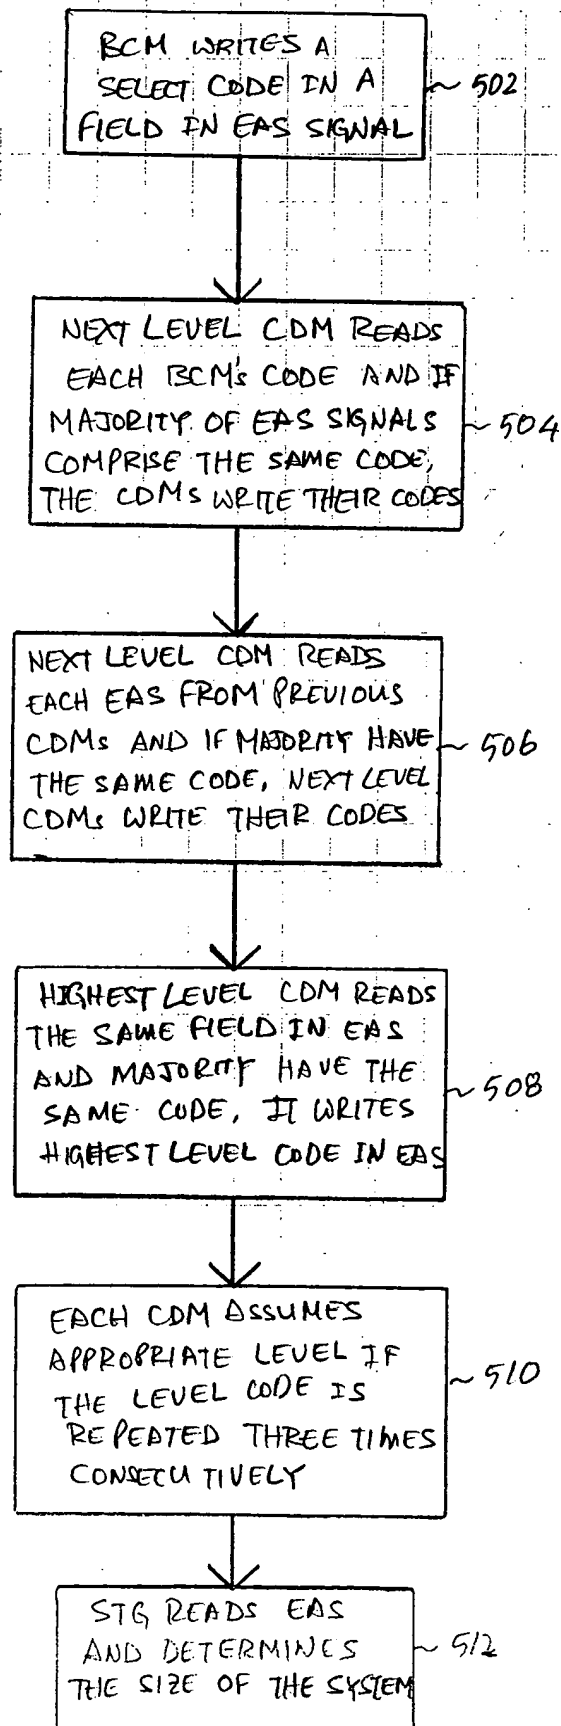 BCM WRITES A
SELECT CODE IN A
FIELD IN EAS SIGNAL
502
NEXT LEVEL CDM READS
EACH BCM's CODE AND IF
MAJORITY OF EAS SIGNALS
COMPRISE THE SAME CODE,
THE CDMs WRITE THEIR CODES
504
NEXT LEVEL CDM READS
EACH EAS FROM PREVIOUS
CDMs AND IF MAJORITY HAVE
THE SAME CODE, NEXT LEVEL
CDMs WRITE THEIR CODES
506
HIGHEST LEVEL CDM READS
THE SAME FIELD IN EAS
AND MAJORITY HAVE THE
SAME CODE, IT WRITES
HIGHEST LEVEL CODE IN EAS
508
EACH CDM ASSUMES
APPROPRIATE LEVEL IF
THE LEVEL CODE IS
REPEATED THREE TIMES
CONSECUTIVELY
510
STG READS EAS
AND DETERMINES
THE SIZE OF THE SYSTEM
512